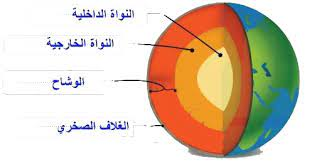 النواة الداخلية
النواة الخارجية
الوشاح
الغلاف الصخري